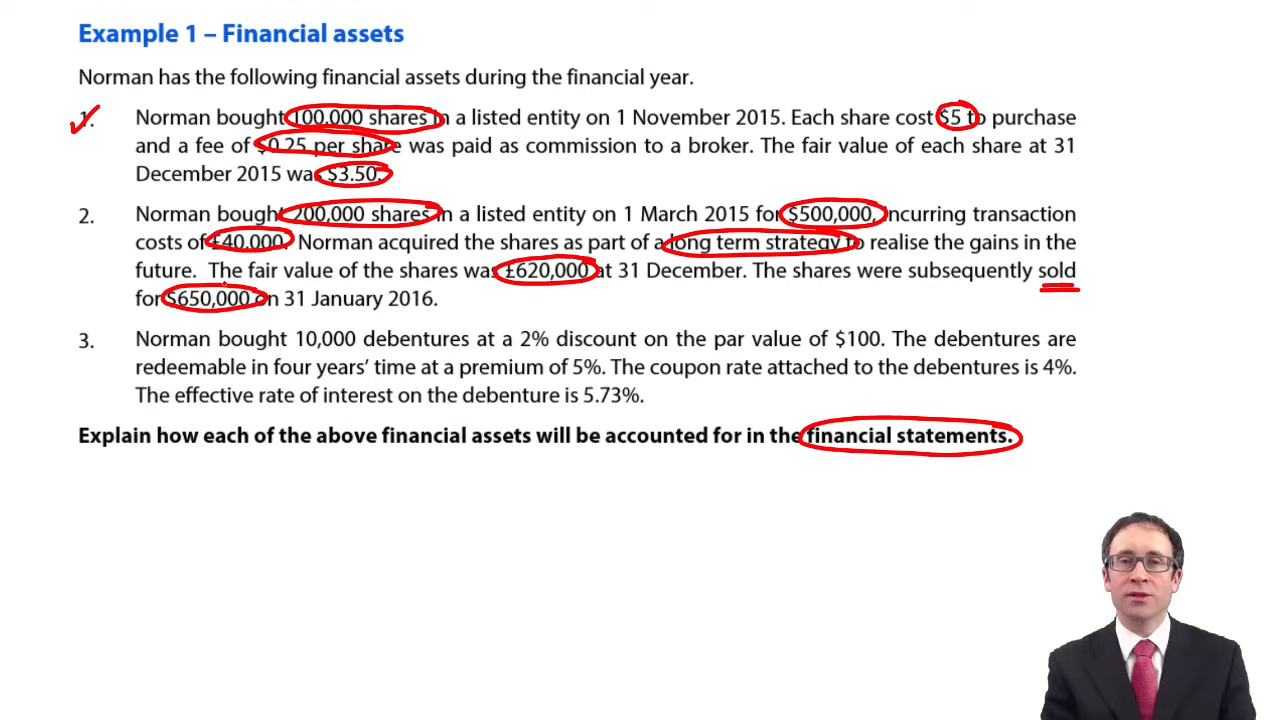 Example 1 – Financial assets
Norman has the following financial assets during the financial year.
1. Norman bought 100,000 shares in a listed entity on 1 November 2015. Each share cost $5 to purchase
and a fee of $0.25 per share was paid as commission to a broker. The fair value of each share at 31
December 2015 was $3.50.
2. Norman bought 200,000 shares in a listed entity on 1 March 2015 for $500,000, incurring transaction
costs of £40,000. Norman acquired the shares as part of a long term strategy to realise the gains in the
future. The fair value of the shares was £620,000 at 31 December. The shares were subsequently sold
for $650,000 on 31 January 2016.
3. Norman bought 10,000 debentures at a 2% discount on the par value of $100. The debentures are
redeemable in four years’ time at a premium of 5%. The coupon rate attached to the debentures is 4%.
The effective rate of interest on the debenture is 5.73%.
Explain how each of the above financial assets will be accounted for in the financial statements.